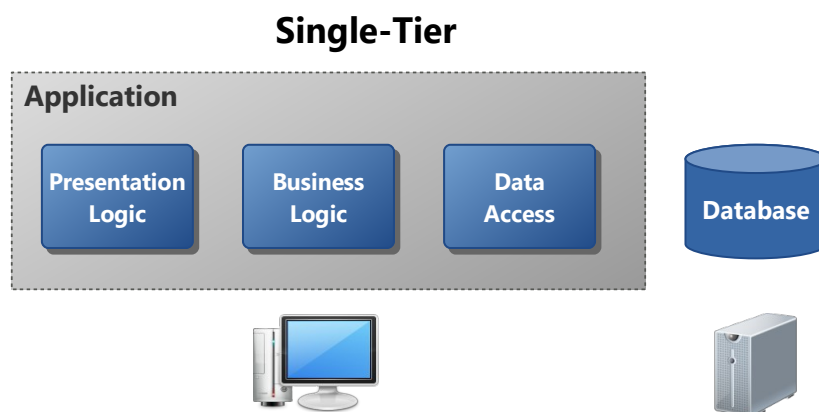 Single-Tier
Application
Presentation
Logic
Business
Logic
Data
Access
Database